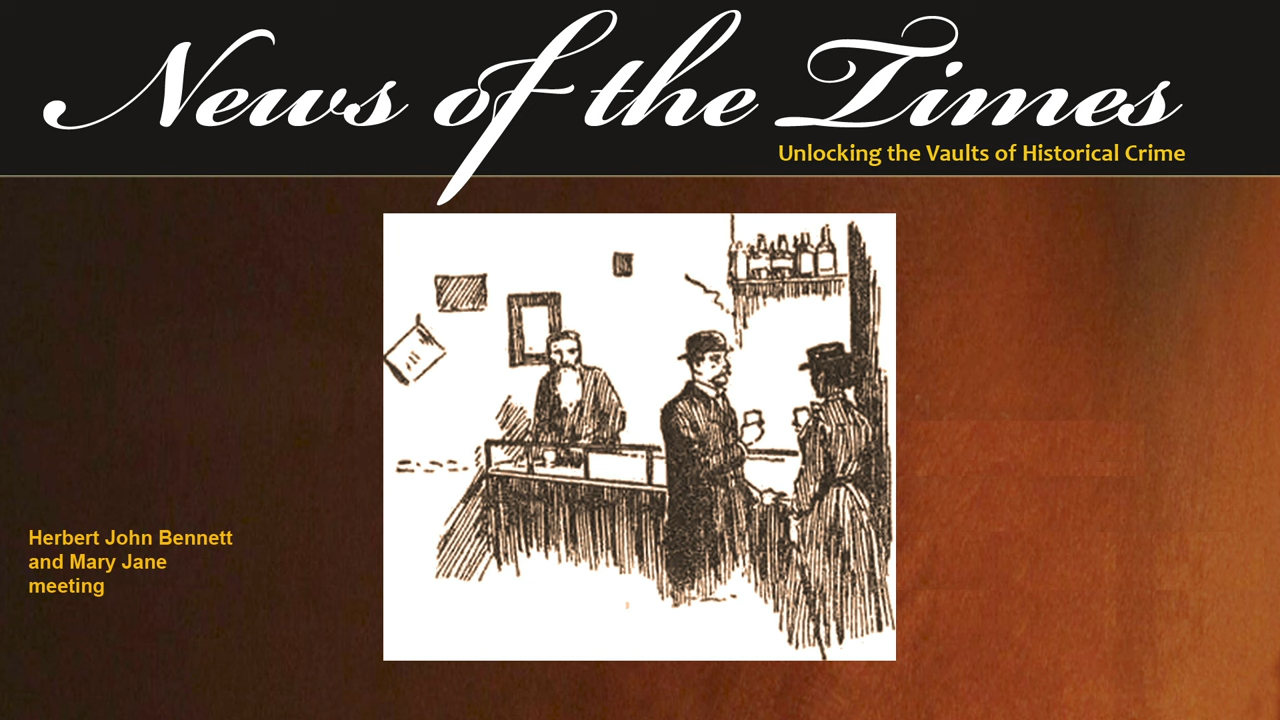 News of the Times
Unlocking the Vaults of Historical Crime
Herbert John Bennett
and Mary Jane
meeting